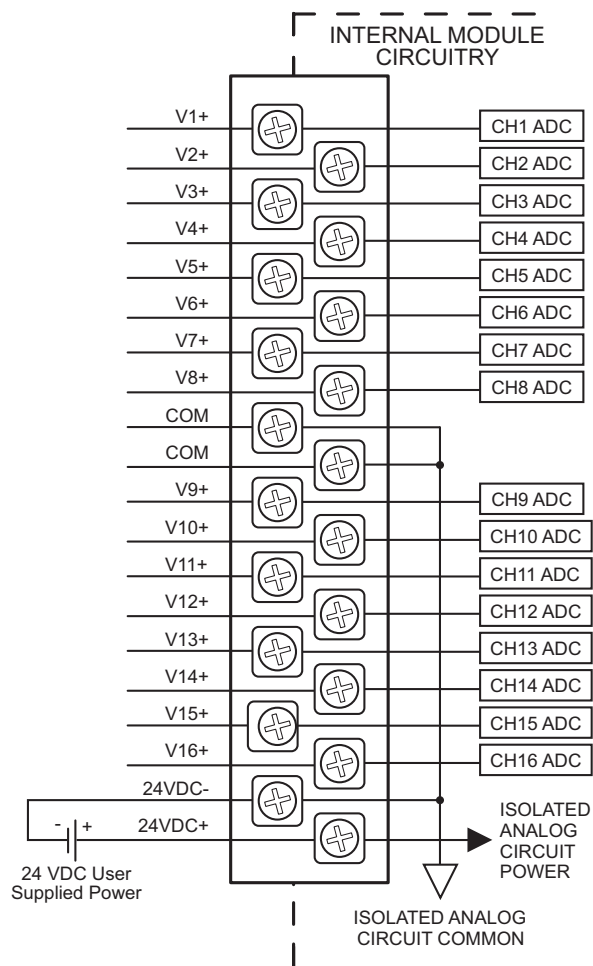 INTERNAL MODULE
CIRCUITRY
V1+
CH1 ADC
V2+
CH2 ADC
V3+
CH3 ADC
V4+
CH4 ADC
V5+
CH5 ADC
V6+
CH6 ADC
V7+
CH7 ADC
V8+
CH8 ADC
COM
COM
V9+
CH9 ADC
V10+
CH10 ADC
V11+
CH11 ADC
V12+
CH12 ADC
V13+
CH13 ADC
V14+
CH14 ADC
V15+
CH15 ADC
V16+
CH16 ADC
24VDC-
- +
24VDC+
24 VDC User
Supplied Power
ISOLATED
ANALOG
CIRCUIT
POWER
ISOLATED ANALOG
CIRCUIT COMMON